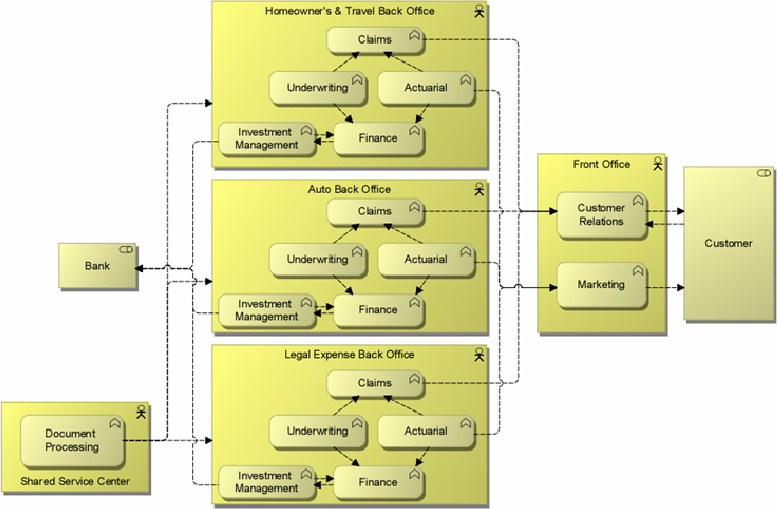 Homeowner's & Travel Back Office
Claims
Underwriting
Actuarial
Investment
Management
Finance
Auto Back Office
Claims
Underwriting
Actuarial
Investment
Management
Finance
Legal Expense Back Office
Claims
Underwriting
Actuarial
Investment
Management
Finance
Bank
Document
Processing
Shared Service Center
Front Office
Customer
Relations
Marketing
Customer